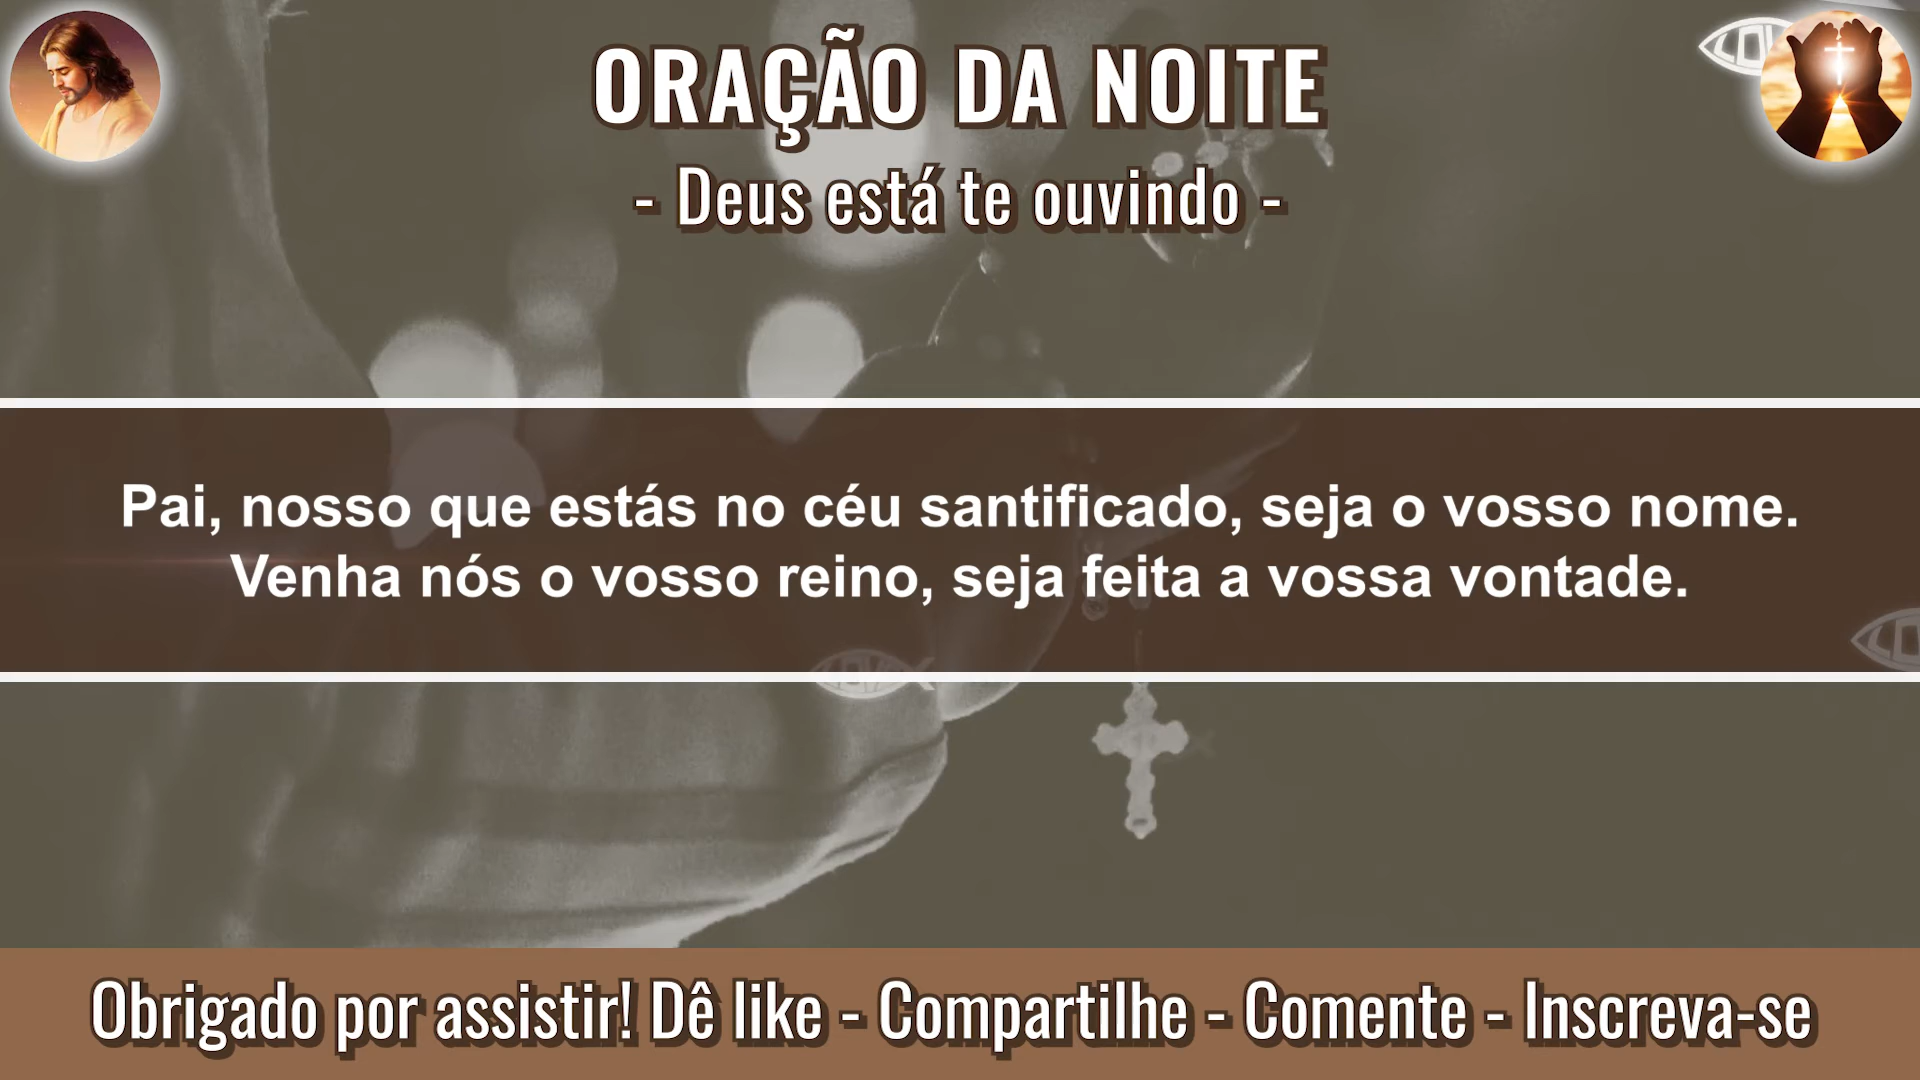 ORAÇÃO DA NOITE
- Deus está te ouvindo -
Pai, nosso que estás no céu santificado, seja o vosso nome.
Venha nós o vosso reino, seja feita a vossa vontade.
Obrigado por assistir! Dê like - Compartilhe - Comente - Inscreva-se